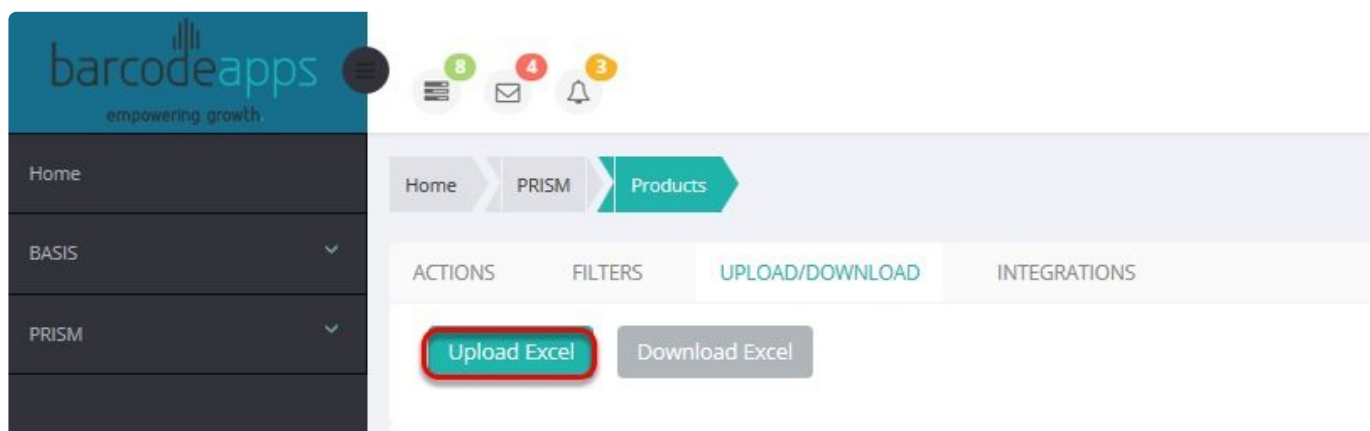 barcodeapps
empowering growth.
8 4 3
Home
BASIS
PRISM
Home PRISM Products
ACTIONS FILTERS UPLOAD/DOWNLOAD INTEGRATIONS
Upload Excel Download Excel